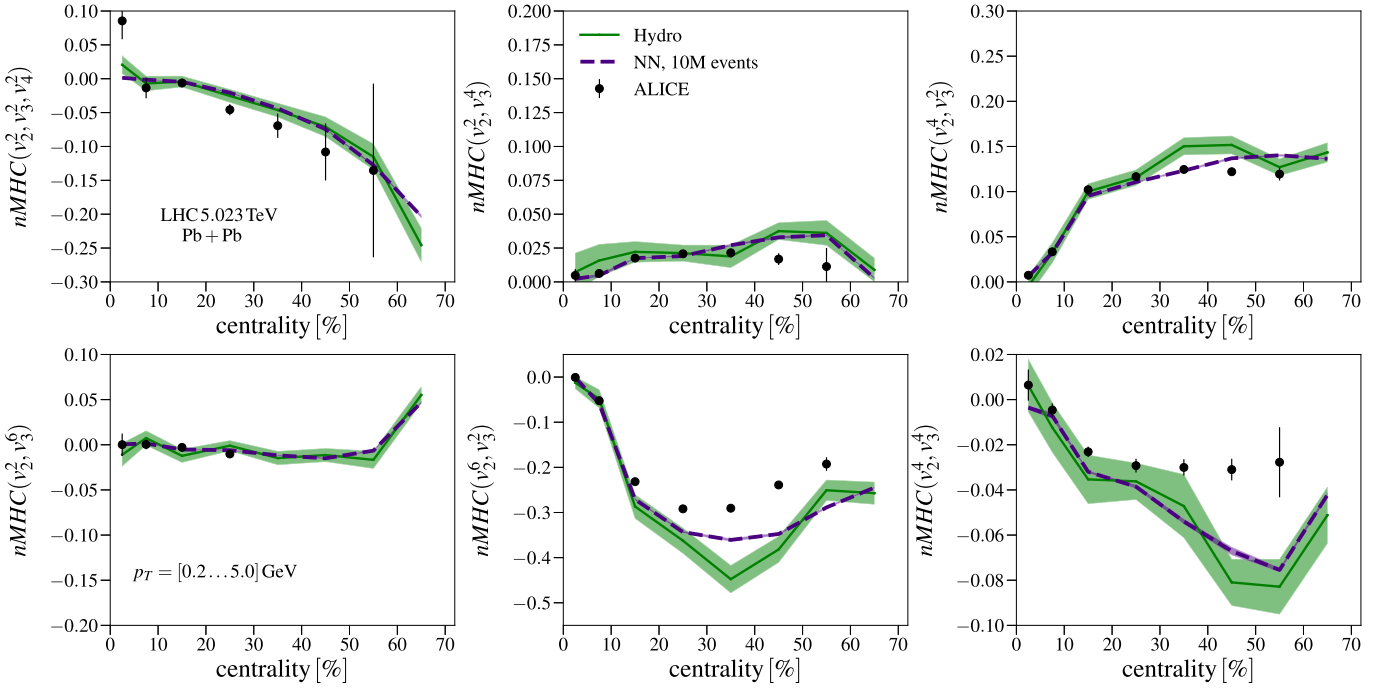 nMHC(v₂², v₃², v₄²)
0.10
0.05
0.00
−0.05
−0.10
−0.15
−0.20
−0.25
−0.30
LHC 5.023 TeV
Pb + Pb
0 10 20 30 40 50 60 70
centrality [%]
nMHC(v₂², v₃⁴)
0.200
0.175
0.150
0.125
0.100
0.075
0.050
0.025
0.000
Hydro
NN, 10M events
ALICE
0 10 20 30 40 50 60 70
centrality [%]
nMHC(v₂⁴, v₃²)
0.30
0.25
0.20
0.15
0.10
0.05
0.00
0 10 20 30 40 50 60 70
centrality [%]
nMHC(v₂², v₃⁶)
0.10
0.05
0.00
−0.05
−0.10
−0.15
−0.20
p_T = [0.2 … 5.0] GeV
0 10 20 30 40 50 60 70
centrality [%]
nMHC(v₂⁶, v₃²)
0.0
−0.1
−0.2
−0.3
−0.4
−0.5
0 10 20 30 40 50 60 70
centrality [%]
nMHC(v₂⁴, v₃⁴)
0.02
0.00
−0.02
−0.04
−0.06
−0.08
−0.10
0 10 20 30 40 50 60 70
centrality [%]